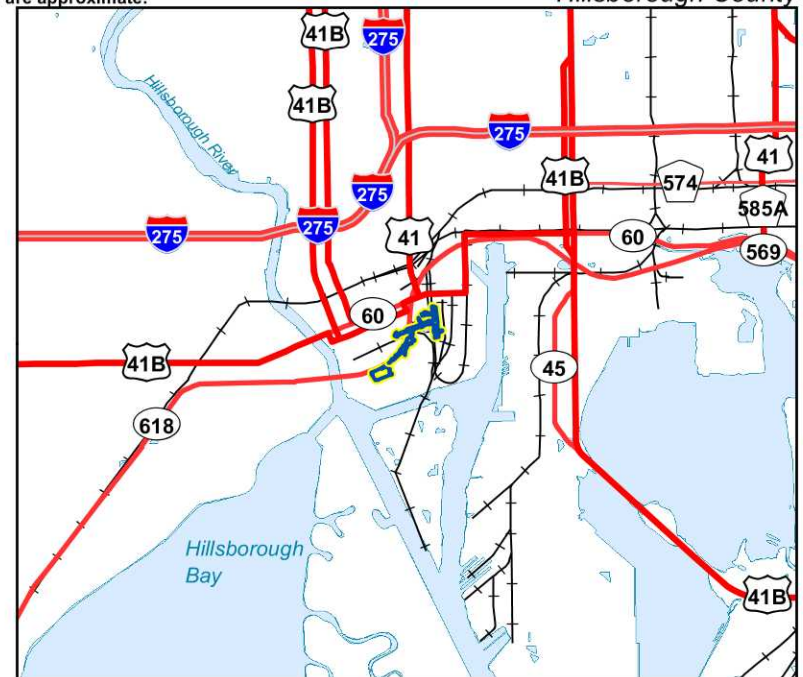 are approximate.
Hillsborough County
41B
275
41B
Hillsborough River
275
275
41B
574
41
585A
275
275
41
60
569
60
41B
45
618
Hillsborough
Bay
41B